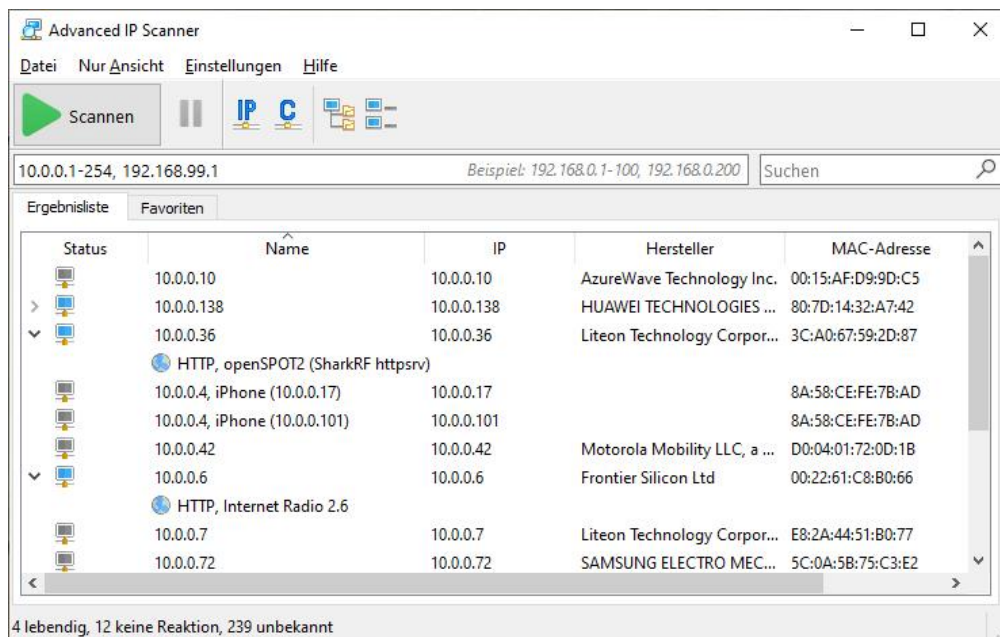 Advanced IP Scanner
Datei Nur Ansicht Einstellungen Hilfe
Scannen IP C
10.0.0.1-254, 192.168.99.1 Beispiel: 192.168.0.1-100, 192.168.0.200 Suchen
Ergebnisliste Favoriten
Status Name IP Hersteller MAC-Adresse
10.0.0.10 10.0.0.10 AzureWave Technology Inc. 00:15:AF:D9:9D:C5
10.0.0.138 10.0.0.138 HUAWEI TECHNOLOGIES ... 80:7D:14:32:A7:42
10.0.0.36 10.0.0.36 Liteon Technology Corpor... 3C:A0:67:59:2D:87
HTTP, openSPOT2 (SharkRF httpsrv)
10.0.0.4, iPhone (10.0.0.17) 10.0.0.17 8A:58:CE:FE:7B:AD
10.0.0.4, iPhone (10.0.0.101) 10.0.0.101 8A:58:CE:FE:7B:AD
10.0.0.42 10.0.0.42 Motorola Mobility LLC, a ... D0:04:01:72:0D:1B
10.0.0.6 10.0.0.6 Frontier Silicon Ltd 00:22:61:C8:B0:66
HTTP, Internet Radio 2.6
10.0.0.7 10.0.0.7 Liteon Technology Corpor... E8:2A:44:51:B0:77
10.0.0.72 10.0.0.72 SAMSUNG ELECTRO MEC... 5C:0A:5B:75:C3:E2
4 lebendig, 12 keine Reaktion, 239 unbekannt